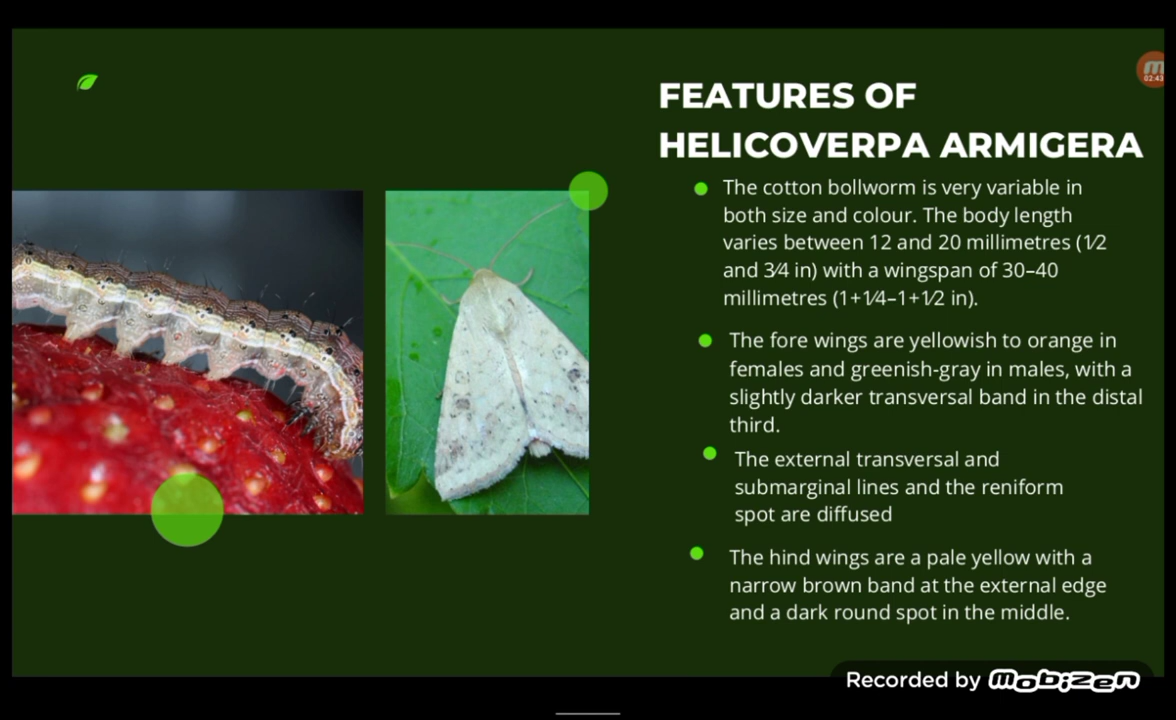 02:43
FEATURES OF
HELICOVERPA ARMIGERA
The cotton bollworm is very variable in
both size and colour. The body length
varies between 12 and 20 millimetres (1⁄2
and 3⁄4 in) with a wingspan of 30–40
millimetres (1+1⁄4–1+1⁄2 in).
The fore wings are yellowish to orange in
females and greenish-gray in males, with a
slightly darker transversal band in the distal
third.
The external transversal and
submarginal lines and the reniform
spot are diffused
The hind wings are a pale yellow with a
narrow brown band at the external edge
and a dark round spot in the middle.
Recorded by mobizen